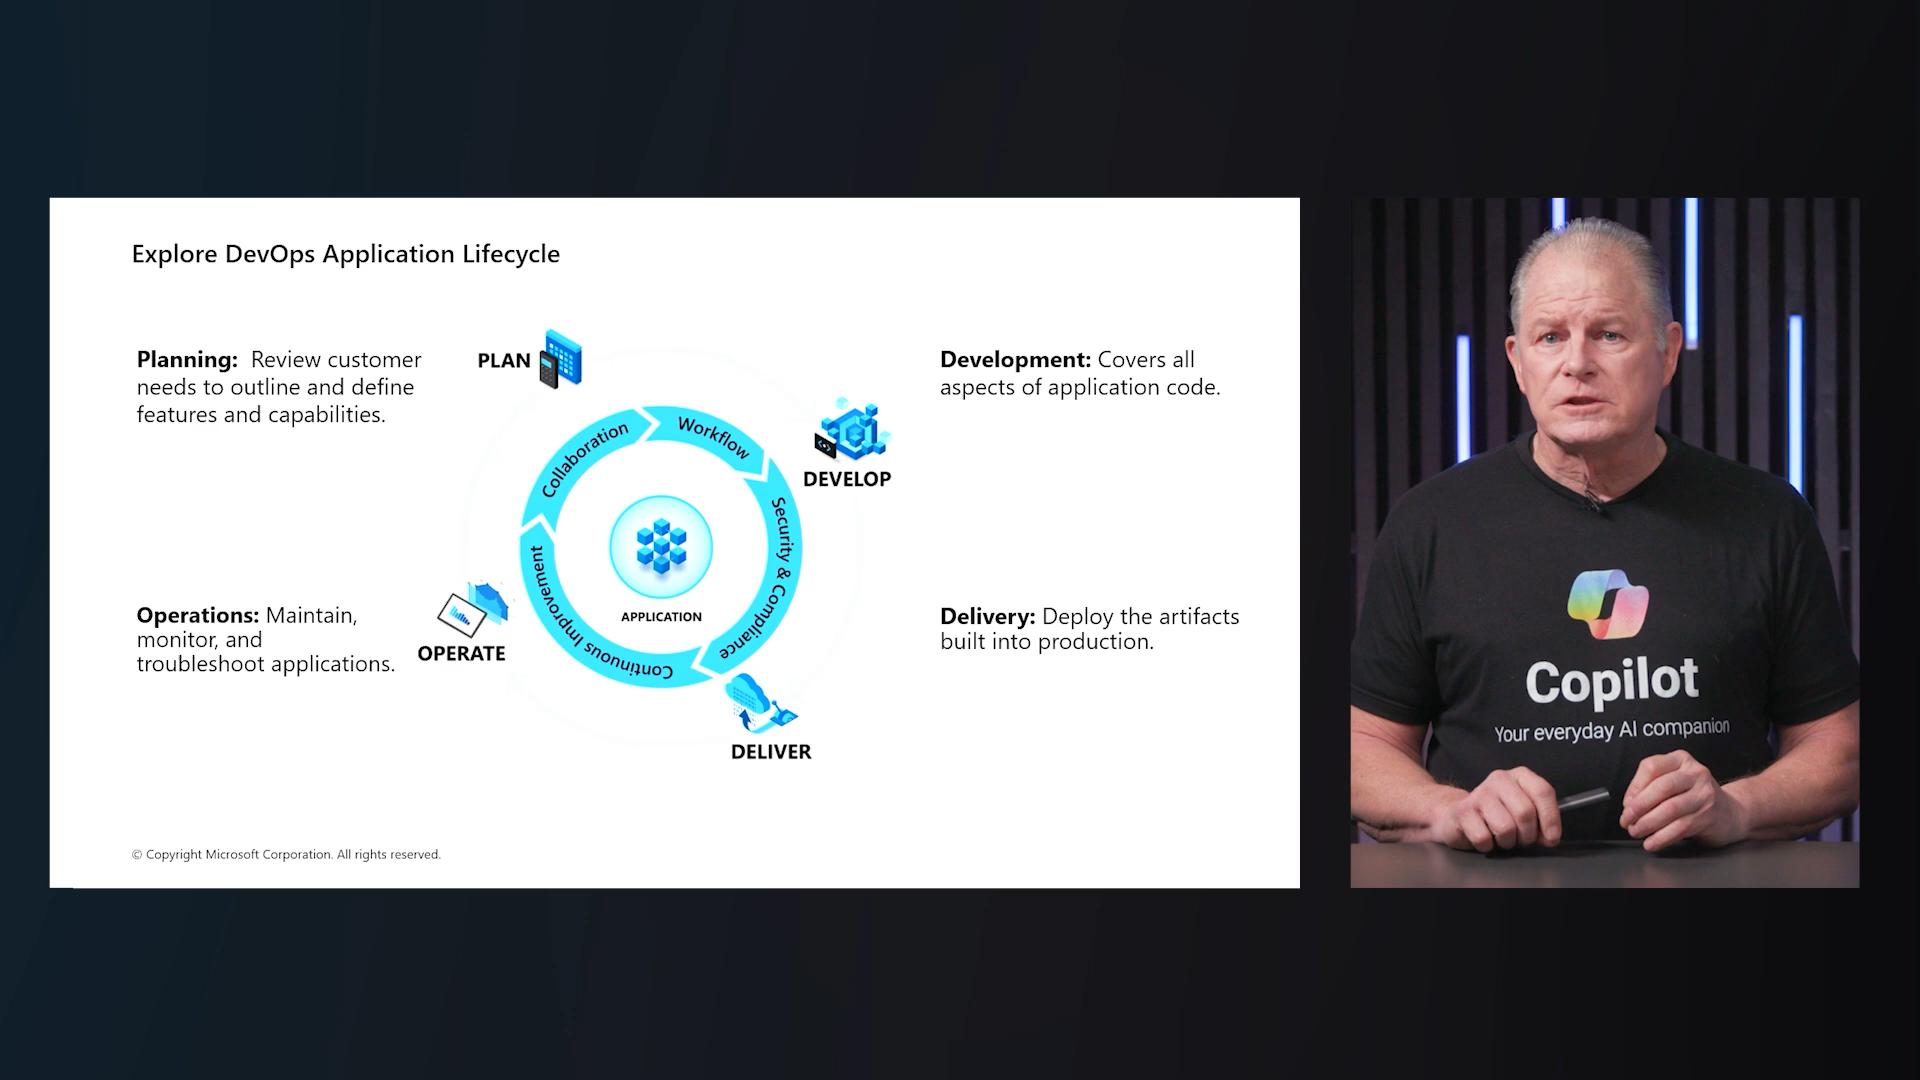 Explore DevOps Application Lifecycle
Planning: Review customer
needs to outline and define
features and capabilities.
PLAN
Development: Covers all
aspects of application code.
DEVELOP
Collaboration
Workflow
Security & Compliance
Continuous Improvement
APPLICATION
Operations: Maintain,
monitor, and
troubleshoot applications.
OPERATE
Delivery: Deploy the artifacts
built into production.
DELIVER
© Copyright Microsoft Corporation. All rights reserved.
Copilot
Your everyday AI companion